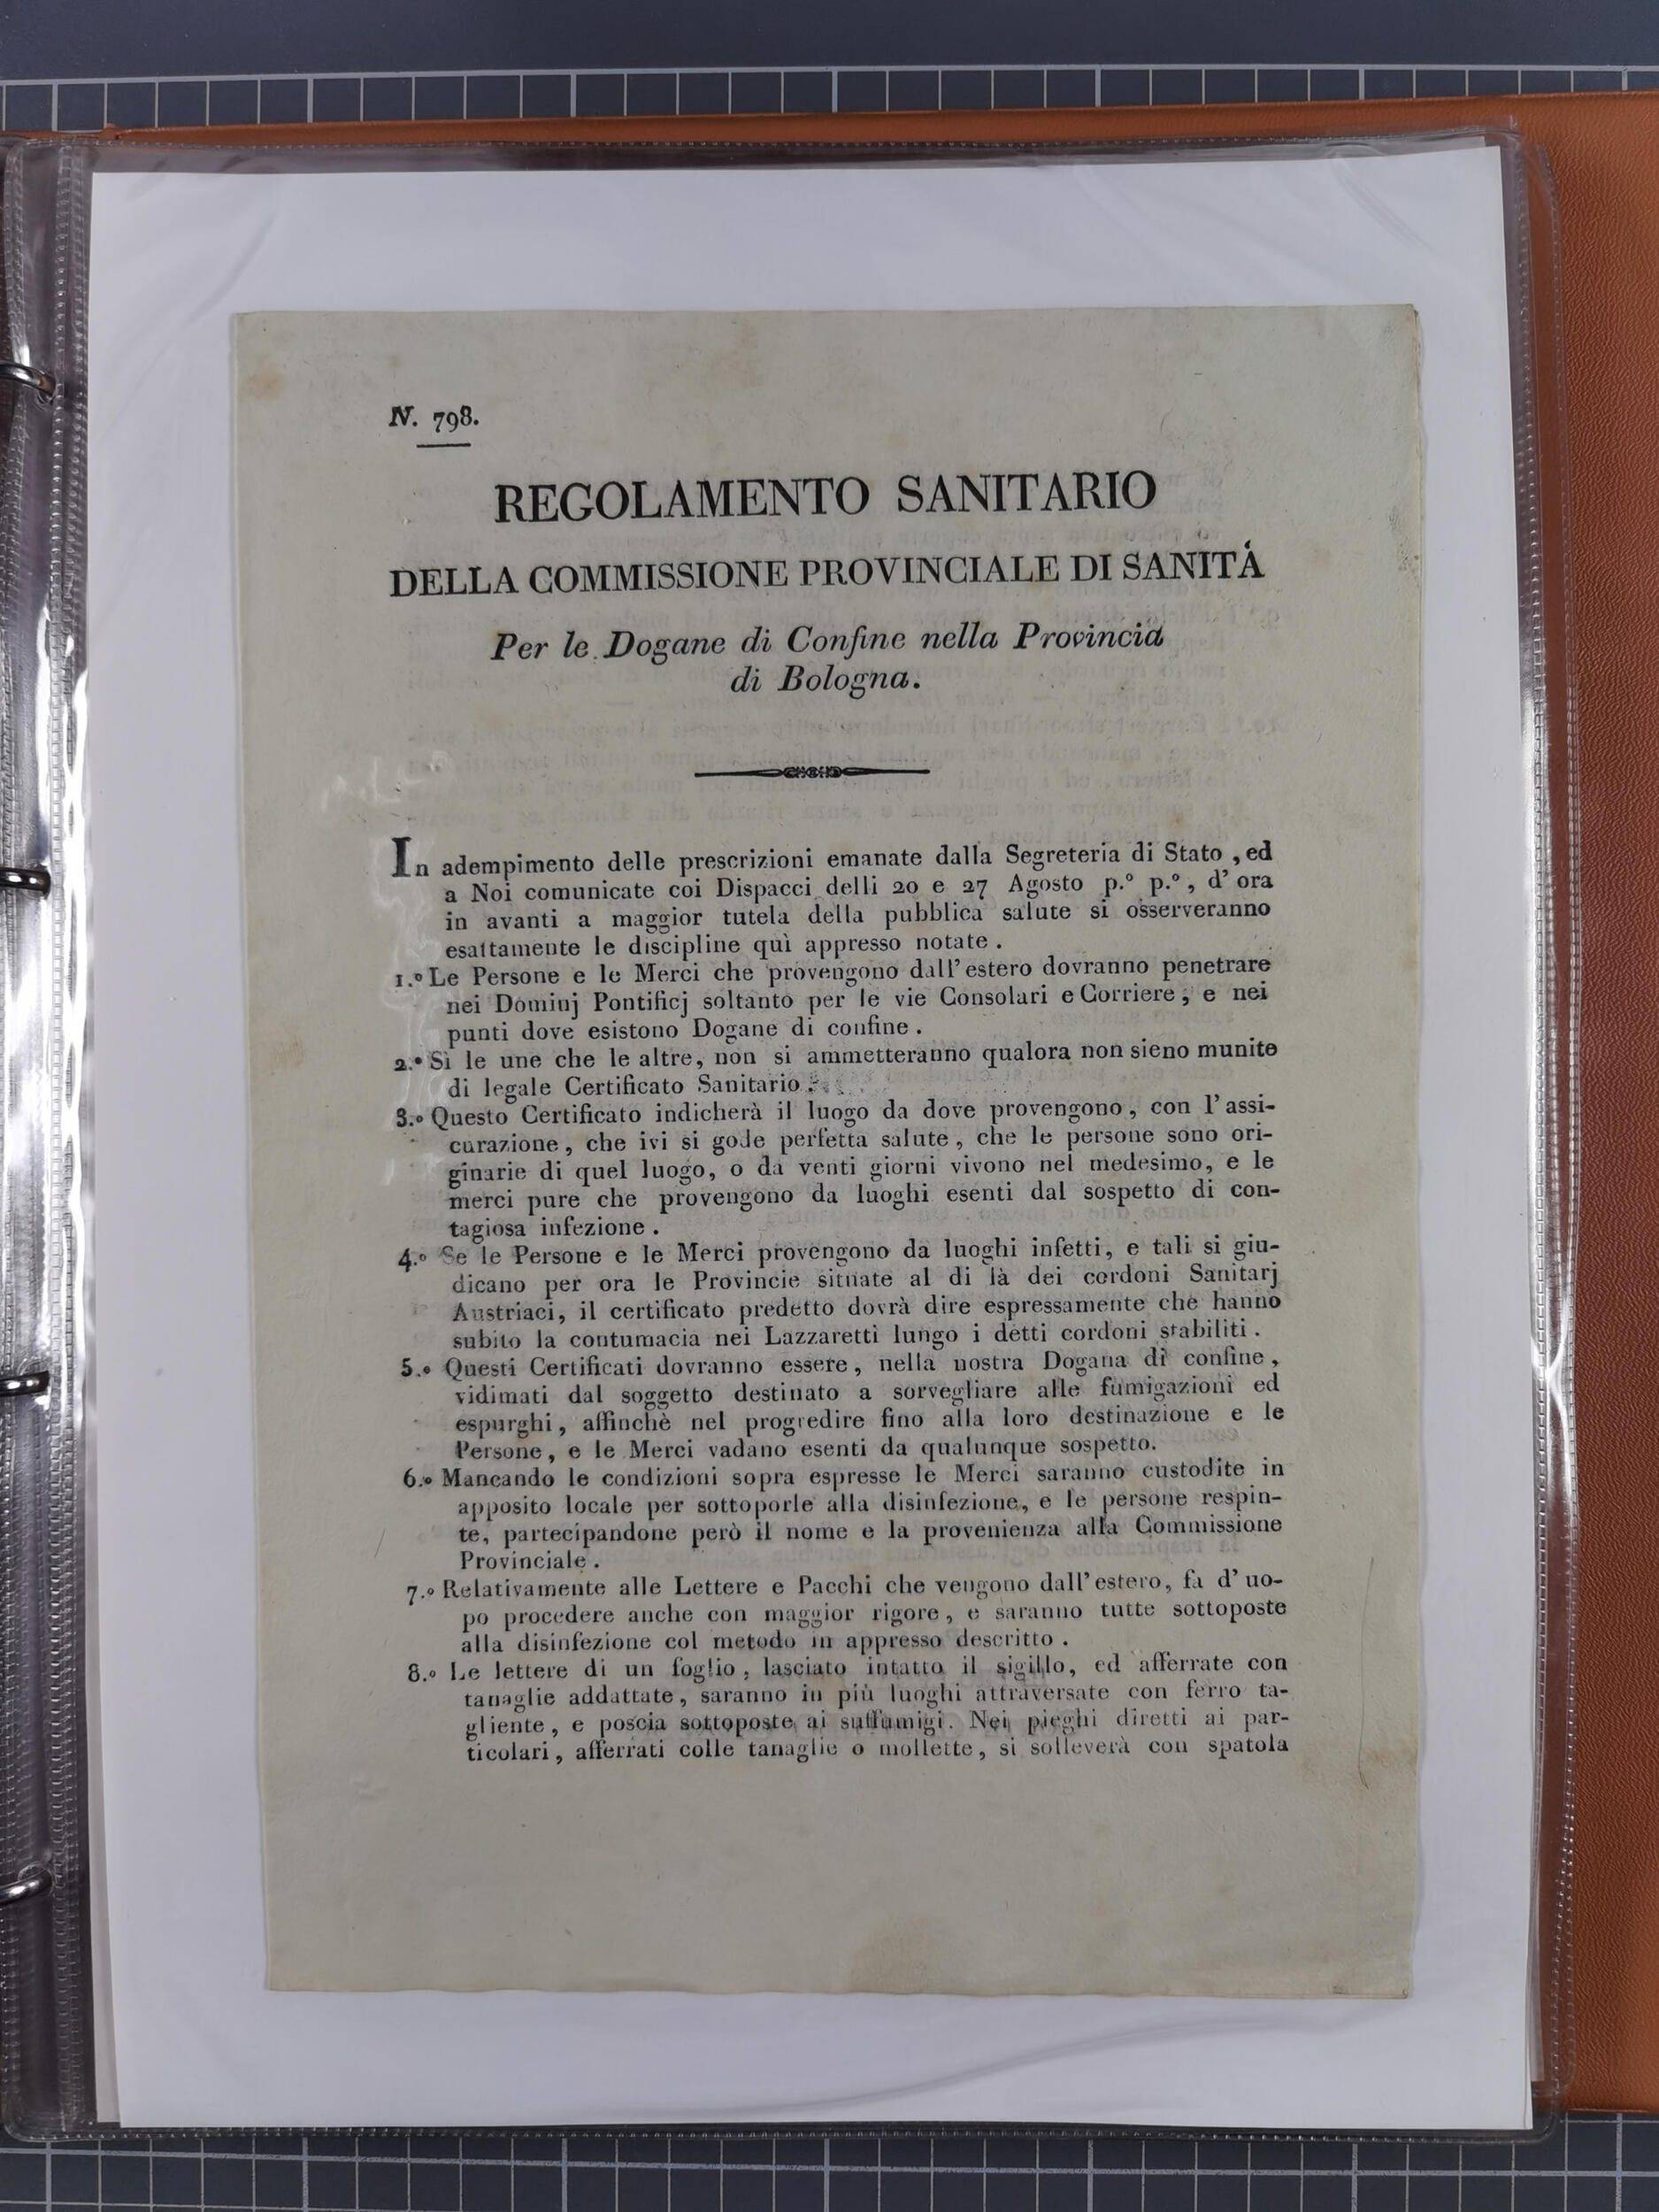 N. 798.
REGOLAMENTO SANITARIO
DELLA COMMISSIONE PROVINCIALE DI SANITÁ
Per le Dogane di Confine nella Provincia
di Bologna.
In adempimento delle prescrizioni emanate dalla Segreteria di Stato , ed
a Noi comunicate coi Dispacci delli 20 e 27 Agosto p.º p.º , d' ora
in avanti a maggior tutela della pubblica salute si osserveranno
esattamente le discipline quì appresso notate .
1.º Le Persone e le Merci che provengono dall' estero dovranno penetrare
nei Dominj Pontificj soltanto per le vie Consolari e Corriere , e nei
punti dove esistono Dogane di confine .
2.º Sì le une che le altre, non si ammetteranno qualora non sieno munite
di legale Certificato Sanitario .
3.º Questo Certificato indicherà il luogo da dove provengono , con l' assi-
curazione , che ivi si gode perfetta salute , che le persone sono ori-
ginarie di quel luogo, o da venti giorni vivono nel medesimo, e le
merci pure che provengono da luoghi esenti dal sospetto di con-
tagiosa infezione .
4.º Se le Persone e le Merci provengono da luoghi infetti, e tali si giu-
dicano per ora le Provincie situate al di là dei cordoni Sanitarj
Austriaci, il certificato predetto dovrà dire espressamente che hanno
subito la contumacia nei Lazzaretti lungo i detti cordoni stabiliti .
5.º Questi Certificati dovranno essere , nella nostra Dogana di confine ,
vidimati dal soggetto destinato a sorvegliare alle fumigazioni ed
espurghi , affinchè nel progredire fino alla loro destinazione e le
Persone , e le Merci vadano esenti da qualunque sospetto.
6.º Mancando le condizioni sopra espresse le Merci saranno custodite in
apposito locale per sottoporle alla disinfezione, e le persone respin-
te, partecipandone però il nome e la provenienza alla Commissione
Provinciale .
7.º Relativamente alle Lettere e Pacchi che vengono dall' estero, fa d' uo-
po procedere anche con maggior rigore , e saranno tutte sottoposte
alla disinfezione col metodo in appresso descritto .
8.º Le lettere di un foglio , lasciato intatto il sigillo, ed afferrate con
tanaglie addattate , saranno in più luoghi attraversate con ferro ta-
gliente , e poscia sottoposte ai suffumigi. Nei pieghi diretti ai par-
ticolari , afferrati colle tanaglie o mollette , si solleverà con spatola